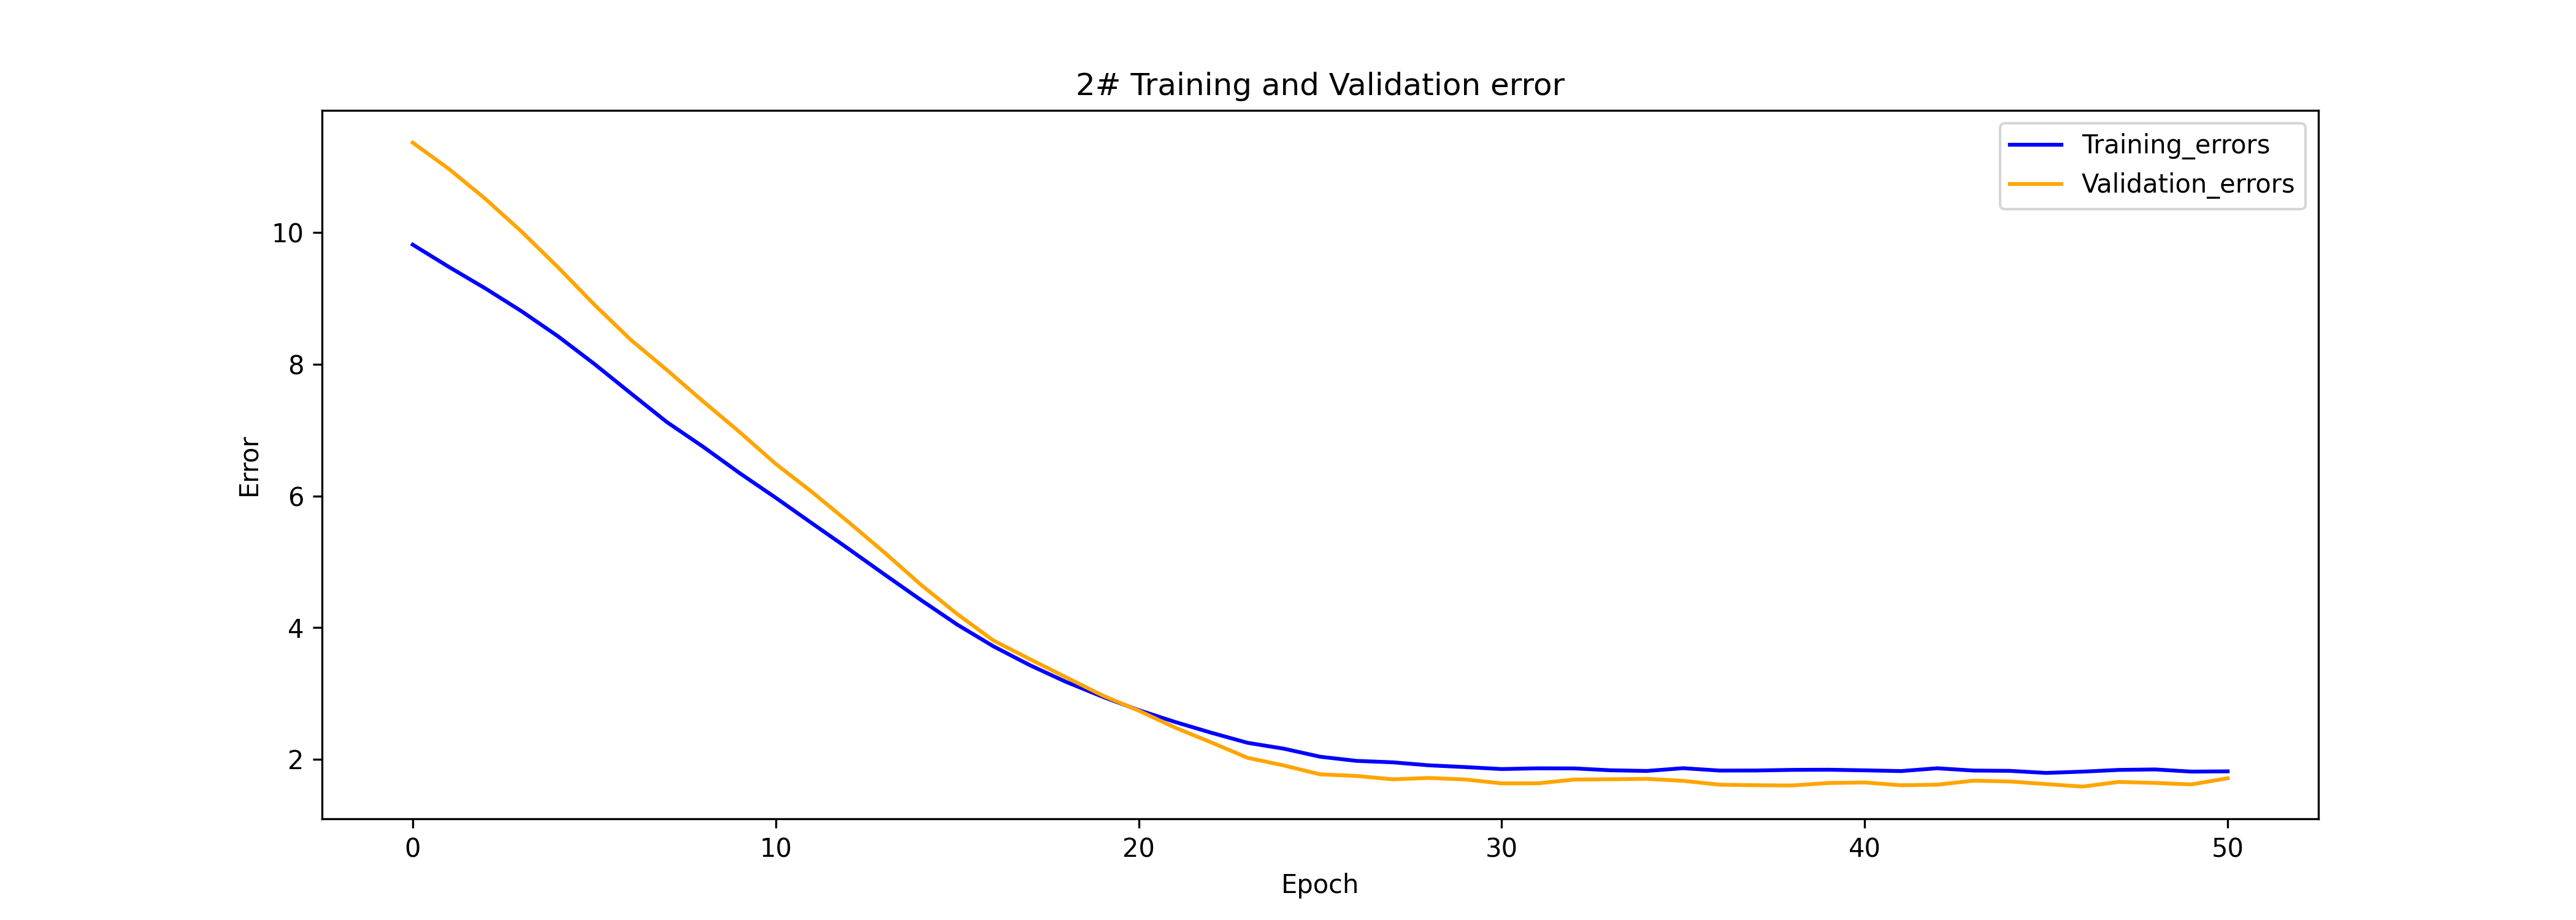 2# Training and Validation error
Training_errors
Validation_errors
10
8
6
4
2
Error
0
10
20
30
40
50
Epoch